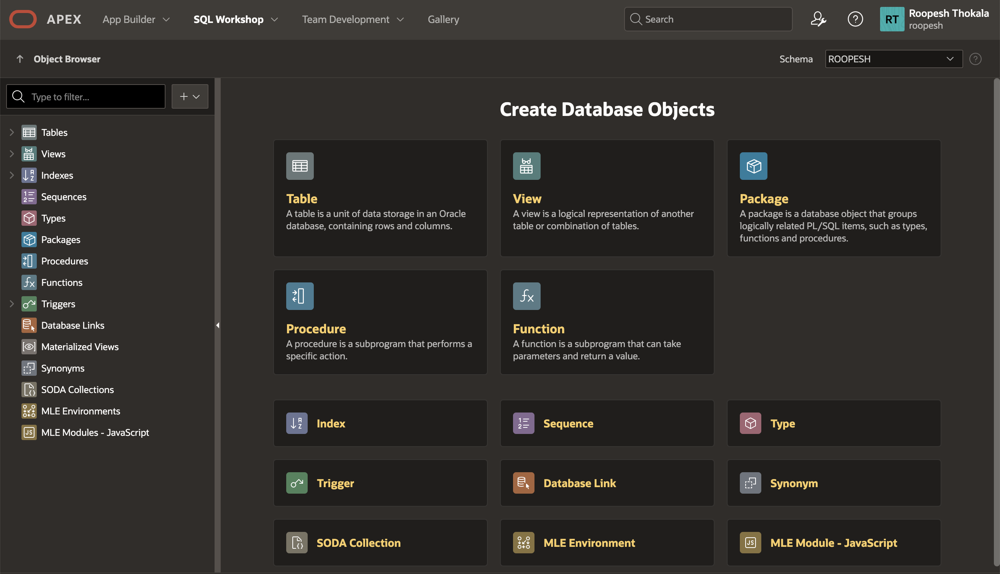 APEX
App Builder
SQL Workshop
Team Development
Gallery
Search
RT
Roopesh Thokala
roopesh
Object Browser
Schema
ROOPESH
Type to filter...
Tables
Views
Indexes
Sequences
Types
Packages
Procedures
Functions
Triggers
Database Links
Materialized Views
Synonyms
SODA Collections
MLE Environments
MLE Modules - JavaScript
Create Database Objects
Table
A table is a unit of data storage in an Oracle
database, containing rows and columns.
View
A view is a logical representation of another
table or combination of tables.
Package
A package is a database object that groups
logically related PL/SQL items, such as types,
functions and procedures.
Procedure
A procedure is a subprogram that performs a
specific action.
Function
A function is a subprogram that can take
parameters and return a value.
Index
Sequence
Type
Trigger
Database Link
Synonym
SODA Collection
MLE Environment
MLE Module - JavaScript